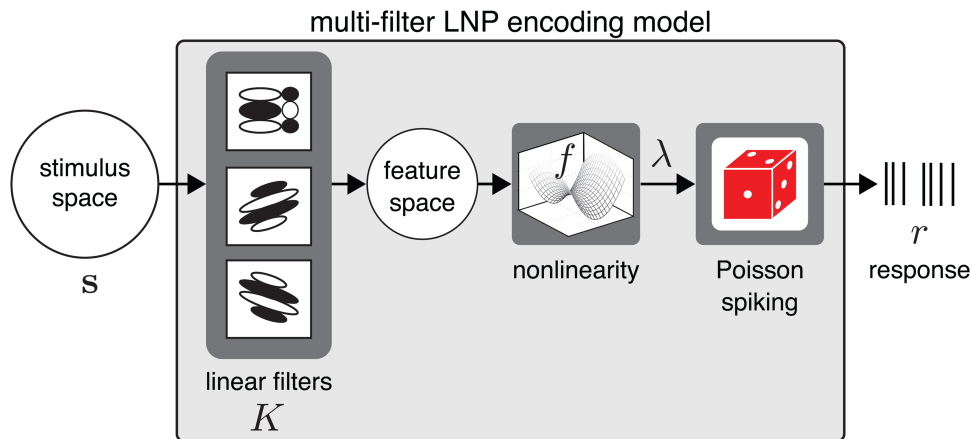 multi-filter LNP encoding model
stimulus
space
s
linear filters
K
feature
space
f
nonlinearity
λ
Poisson
spiking
r
response